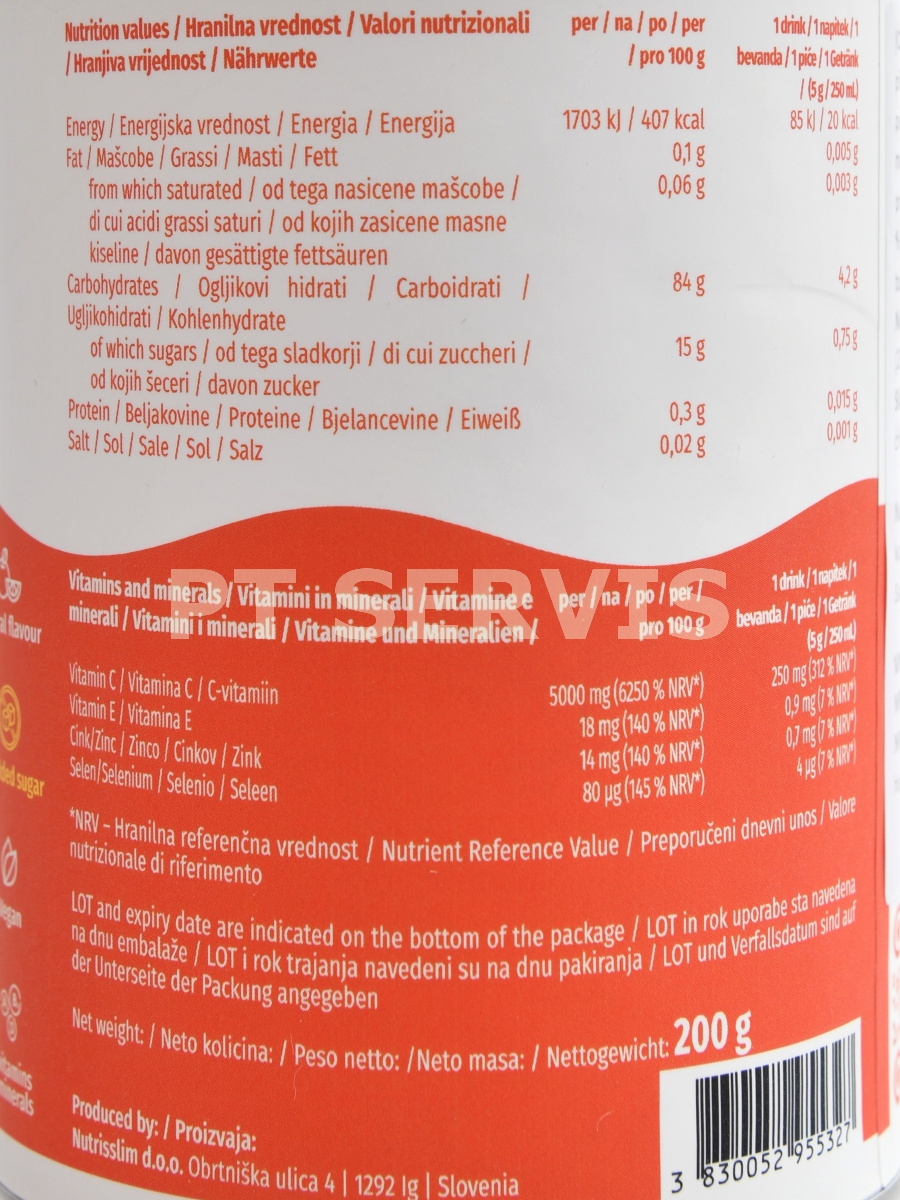 Nutrition values / Hranilna vrednost / Valori nutrizionali
/ Hranjiva vrijednost / Nährwerte
per / na / po / per
/ pro 100 g
1 drink / 1 napitek / 1
bevanda / 1 piće / 1 Getränk
/ (5 g / 250 mL)
Energy / Energijska vrednost / Energia / Energija 1703 kJ / 407 kcal 85 kJ / 20 kcal
Fat / Mašcobe / Grassi / Masti / Fett 0,1 g 0,005 g
from which saturated / od tega nasicene mašcobe / 0,06 g 0,003 g
di cui acidi grassi saturi / od kojih zasicene masne
kiseline / davon gesättigte fettsäuren
Carbohydrates / Ogljikovi hidrati / Carboidrati / 84 g 4,2 g
Ugljikohidrati / Kohlenhydrate
of which sugars / od tega sladkorji / di cui zuccheri / 15 g 0,75 g
od kojih šeceri / davon zucker
Protein / Beljakovine / Proteine / Bjelancevine / Eiweiß 0,3 g 0,015 g
Salt / Sol / Sale / Sol / Salz 0,02 g 0,001 g
PT SERVIS
Vitamins and minerals / Vitamini in minerali / Vitamine e
minerali / Vitamini i minerali / Vitamine und Mineralien /
per / na / po / per /
pro 100 g
1 drink / 1 napitek / 1
bevanda / 1 piće / 1 Getränk
(5 g / 250 mL)
Vitamin C / Vitamina C / C-vitamiin 5000 mg (6250 % NRV*) 250 mg (312 % NRV*)
Vitamin E / Vitamina E 18 mg (140 % NRV*) 0,9 mg (7 % NRV*)
Cink/Zinc / Zinco / Cinkov / Zink 14 mg (140 % NRV*) 0,7 mg (7 % NRV*)
Selen/Selenium / Selenio / Seleen 80 µg (145 % NRV*) 4 µg (7 % NRV*)
*NRV – Hranilna referenčna vrednost / Nutrient Reference Value / Preporučeni dnevni unos / Valore
nutrizionale di riferimento
LOT and expiry date are indicated on the bottom of the package / LOT in rok uporabe sta navedena
na dnu embalaže / LOT i rok trajanja navedeni su na dnu pakiranja / LOT und Verfallsdatum sind auf
der Unterseite der Packung angegeben
Net weight: / Neto kolicina: / Peso netto: /Neto masa: / Nettogewicht: 200 g
Produced by: / Proizvaja:
Nutrisslim d.o.o. Obrtniška ulica 4 | 1292 Ig | Slovenia
3 830052 955327
flavour
sugar